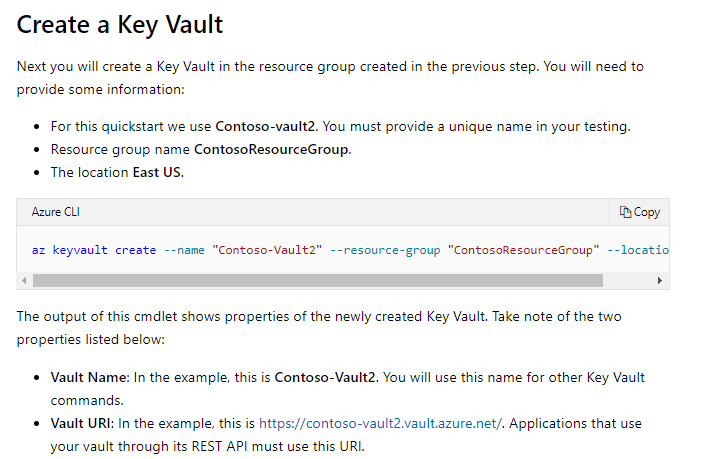 Create a Key Vault
Next you will create a Key Vault in the resource group created in the previous step. You will need to
provide some information:
• For this quickstart we use Contoso-vault2. You must provide a unique name in your testing.
• Resource group name ContosoResourceGroup.
• The location East US.
Azure CLI
Copy
az keyvault create --name "Contoso-Vault2" --resource-group "ContosoResourceGroup" --locatio
The output of this cmdlet shows properties of the newly created Key Vault. Take note of the two
properties listed below:
• Vault Name: In the example, this is Contoso-Vault2. You will use this name for other Key Vault
commands.
• Vault URI: In the example, this is https://contoso-vault2.vault.azure.net/. Applications that use
your vault through its REST API must use this URI.